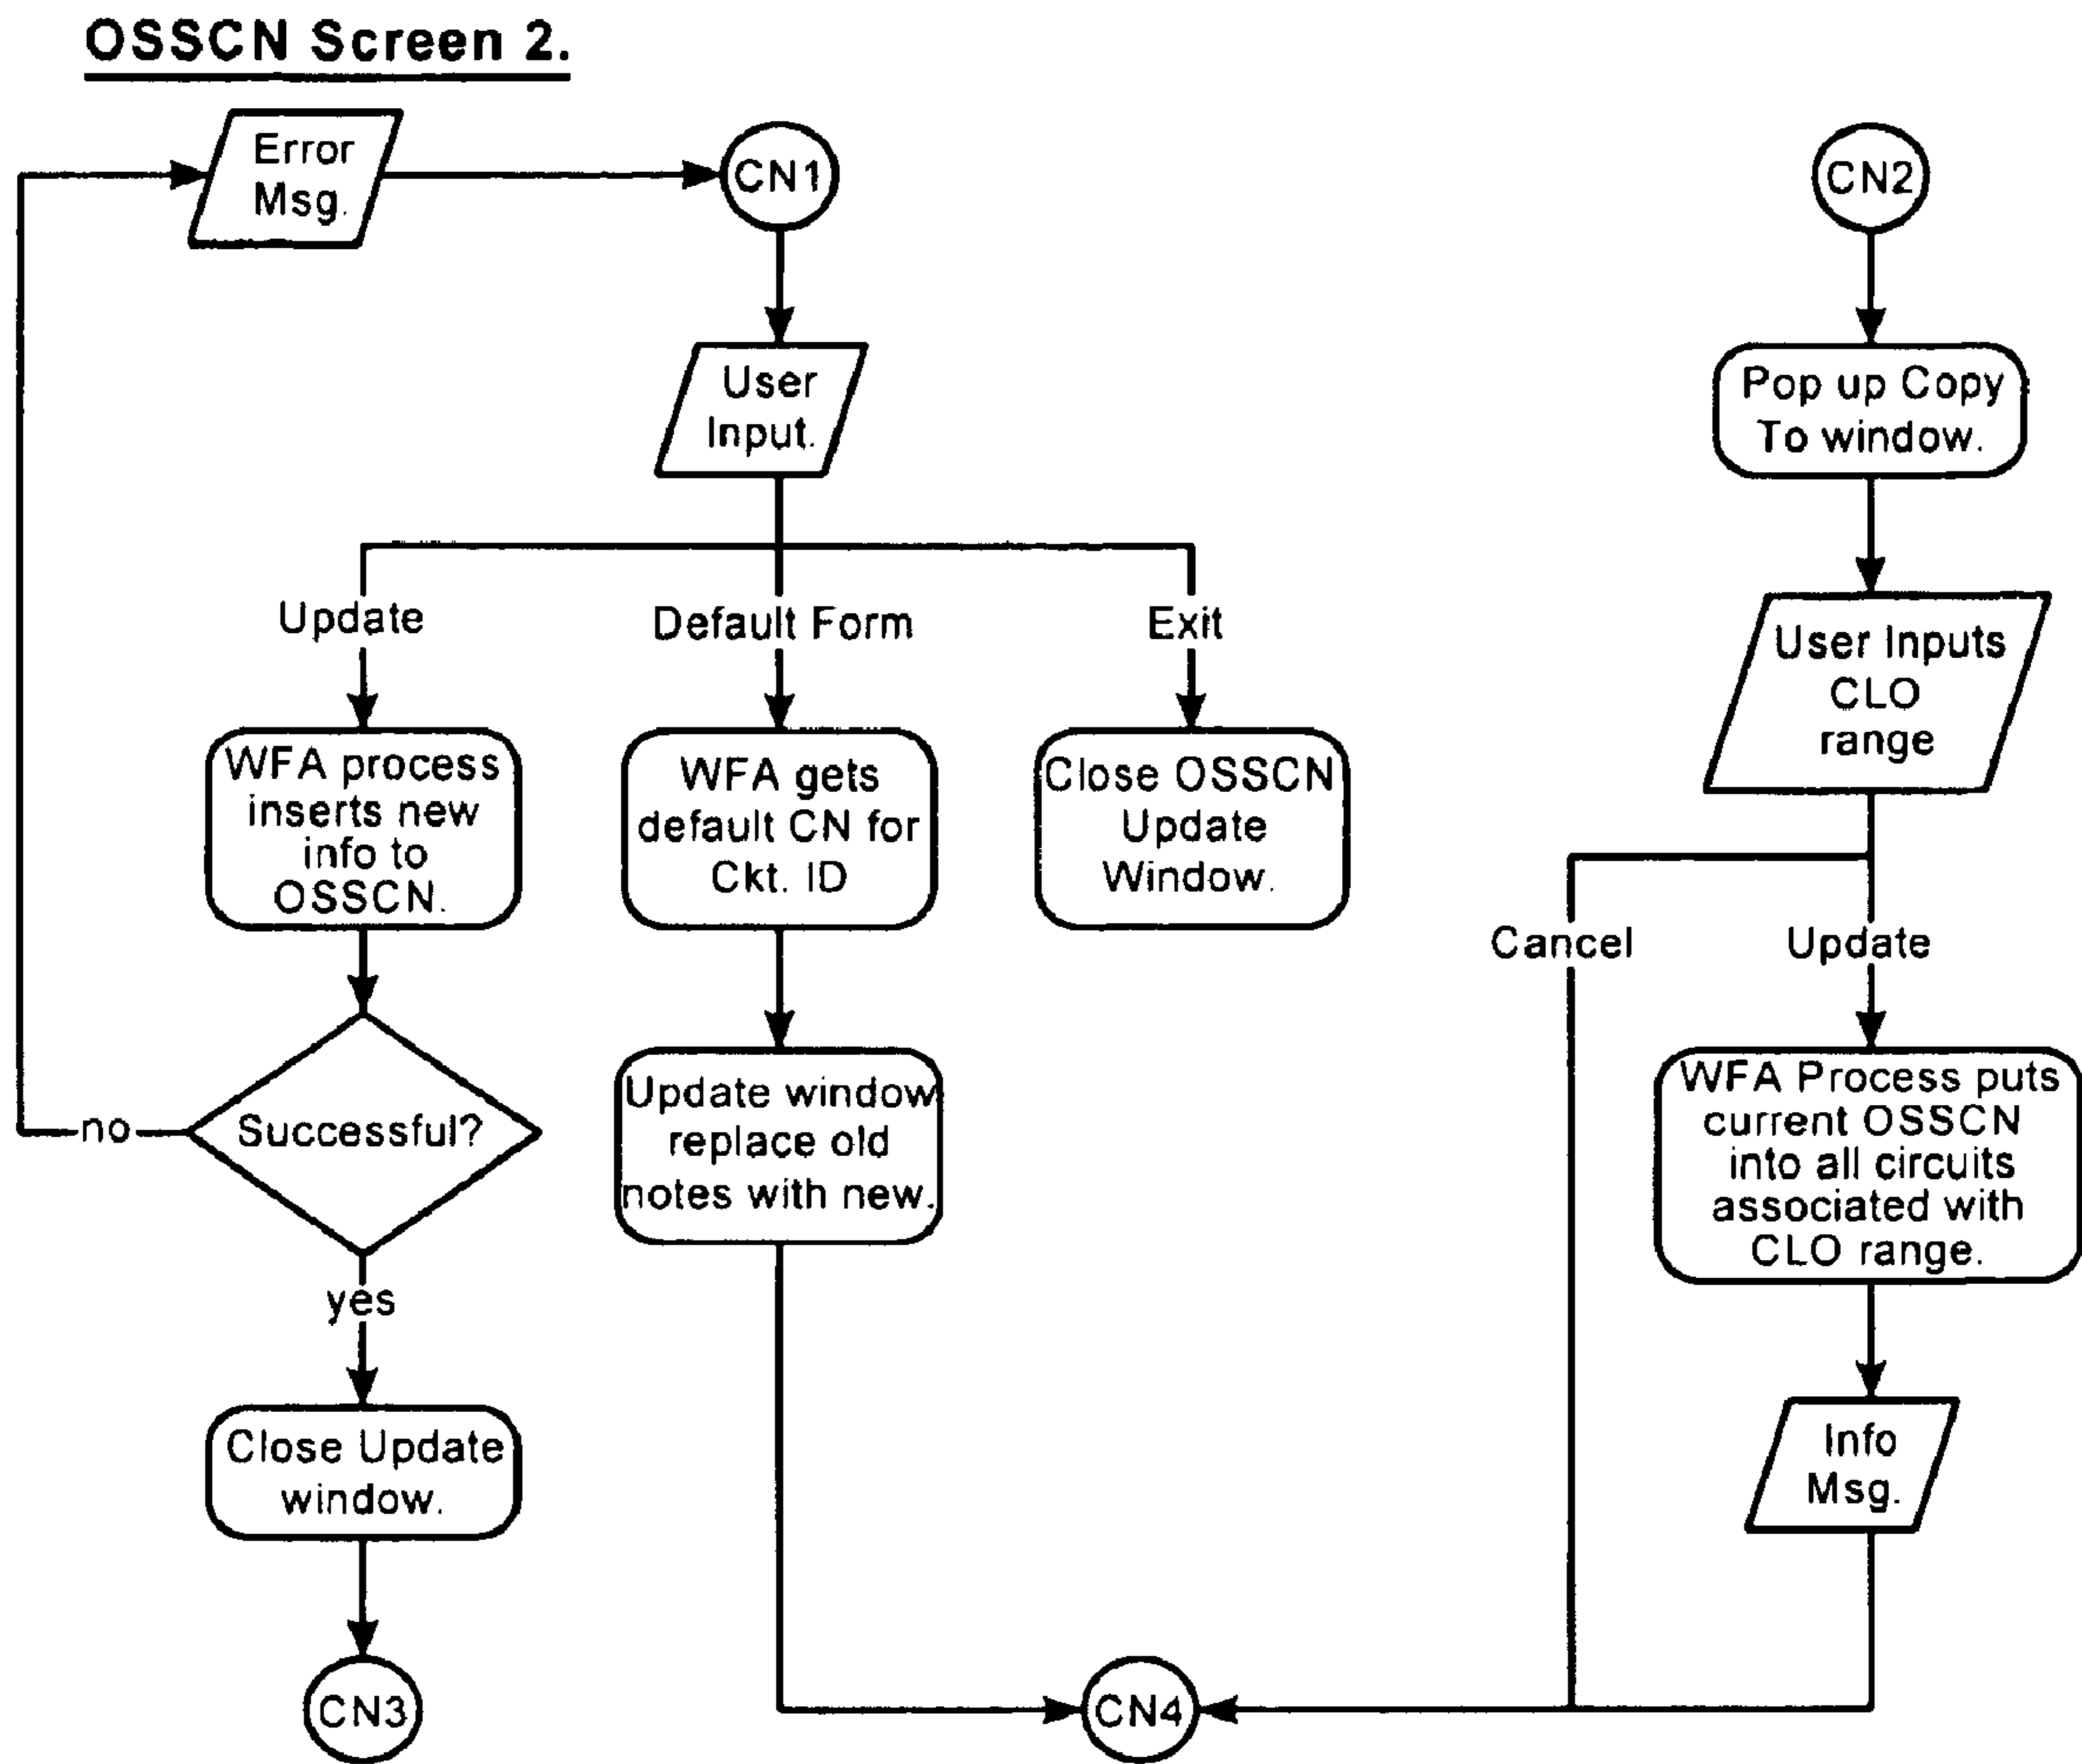 OSSCN Screen 2.
Error
Msg.
CN1
CN2
User
Input.
Pop up Copy
To window.
Update
Default Form
Exit
User Inputs
CLO
range
WFA process
inserts new
info to
OSSCN.
WFA gets
default CN for
Ckt. ID
Close OSSCN
Update
Window.
Cancel
Update
no
Successful?
Update window
replace old
notes with new.
WFA Process puts
current OSSCN
into all circuits
associated with
CLO range.
yes
Close Update
window.
Info
Msg.
CN3
CN4